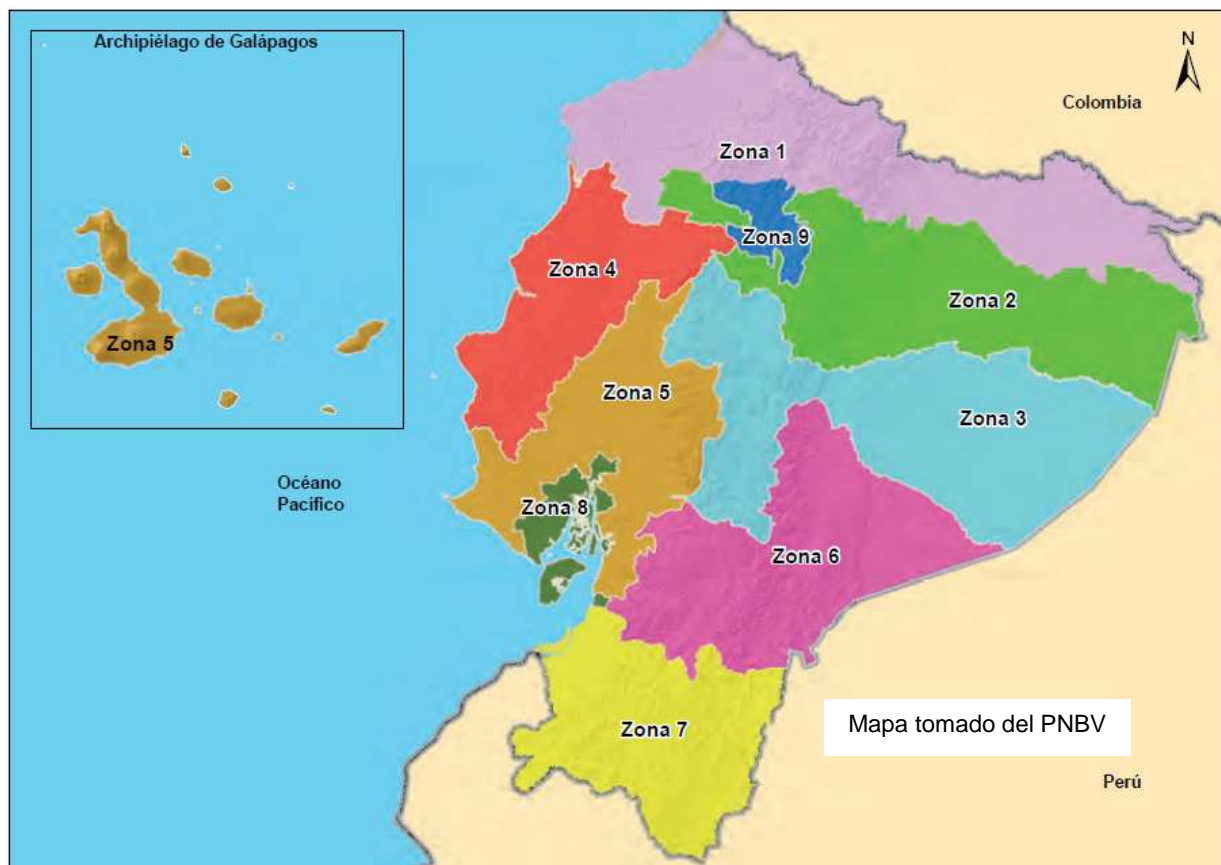 Archipiélago de Galápagos
N
Colombia
Zona 1
Zona 9
Zona 4
Zona 2
Zona 5
Zona 5
Zona 3
Océano
Pacífico
Zona 8
Zona 6
Zona 7
Mapa tomado del PNBV
Perú